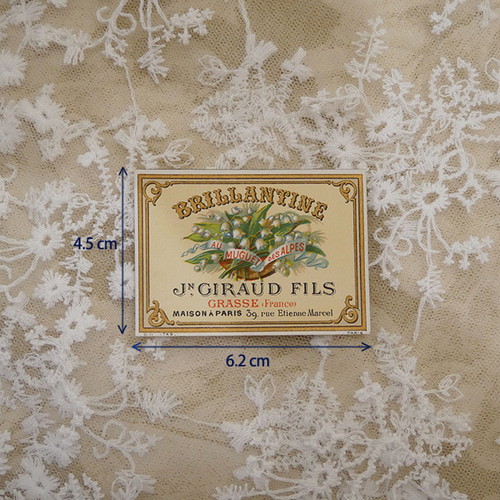 BRILLANTINE
AU MUGUET DES ALPES
JN GIRAUD FILS
GRASSE (France)
MAISON À PARIS 39, rue Etienne Marcel
PARIS
4.5 cm
6.2 cm